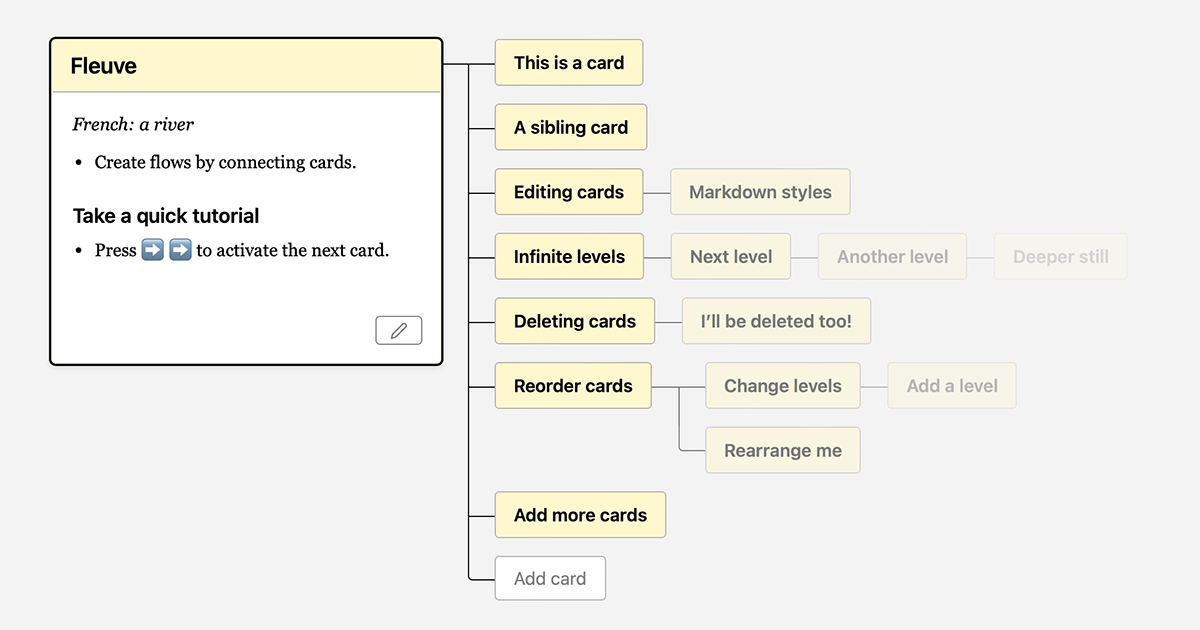 Fleuve
French: a river
• Create flows by connecting cards.
Take a quick tutorial
• Press ➡️ ➡️ to activate the next card.
This is a card
A sibling card
Editing cards
Markdown styles
Infinite levels
Next level
Another level
Deeper still
Deleting cards
I’ll be deleted too!
Reorder cards
Change levels
Add a level
Rearrange me
Add more cards
Add card